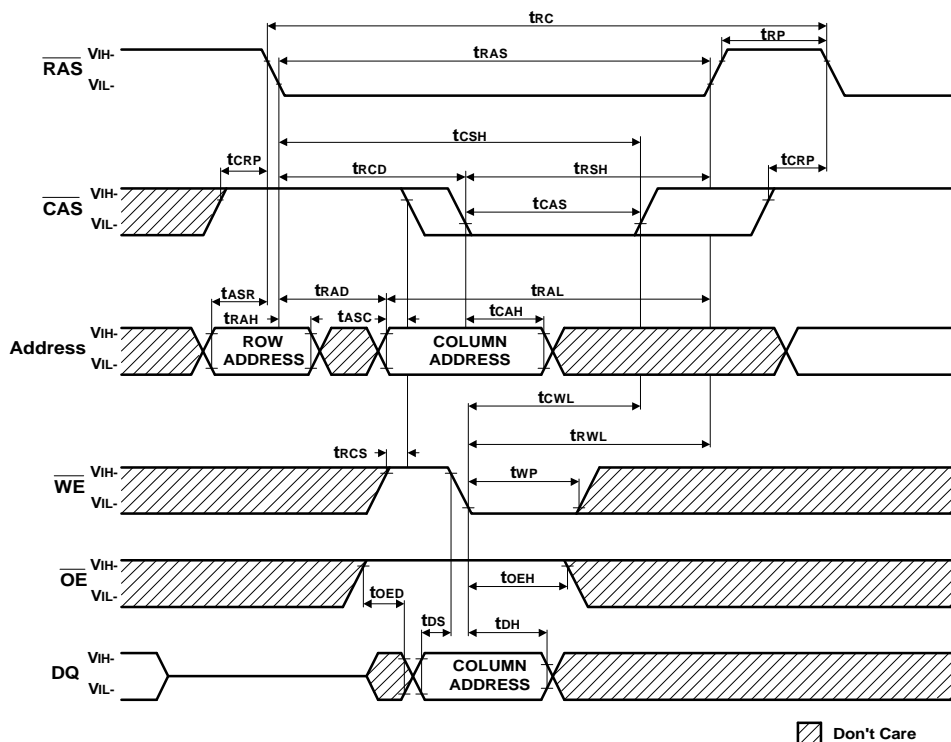 tRC
tRP
VIH-
RAS
tRAS
VIL-
tCSH
tCRP
tRCD
tRSH
tCRP
VIH-
CAS
tCAS
VIL-
tASR
tRAD
tRAL
tRAH
tASC
tCAH
VIH-
Address
ROW ADDRESS
COLUMN ADDRESS
VIL-
tCWL
tRWL
tRCS
VIH-
WE
tWP
VIL-
VIH-
OE
VIL-
tOEH
tOED
tDS
tDH
VIH-
DQ
COLUMN ADDRESS
VIL-
Don't Care